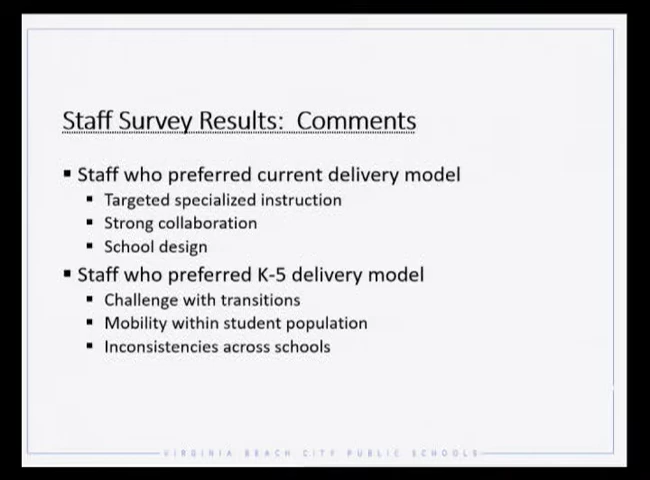 Staff Survey Results: Comments
▪ Staff who preferred current delivery model
▪ Targeted specialized instruction
▪ Strong collaboration
▪ School design
▪ Staff who preferred K-5 delivery model
▪ Challenge with transitions
▪ Mobility within student population
▪ Inconsistencies across schools
VIRGINIA BEACH CITY PUBLIC SCHOOLS